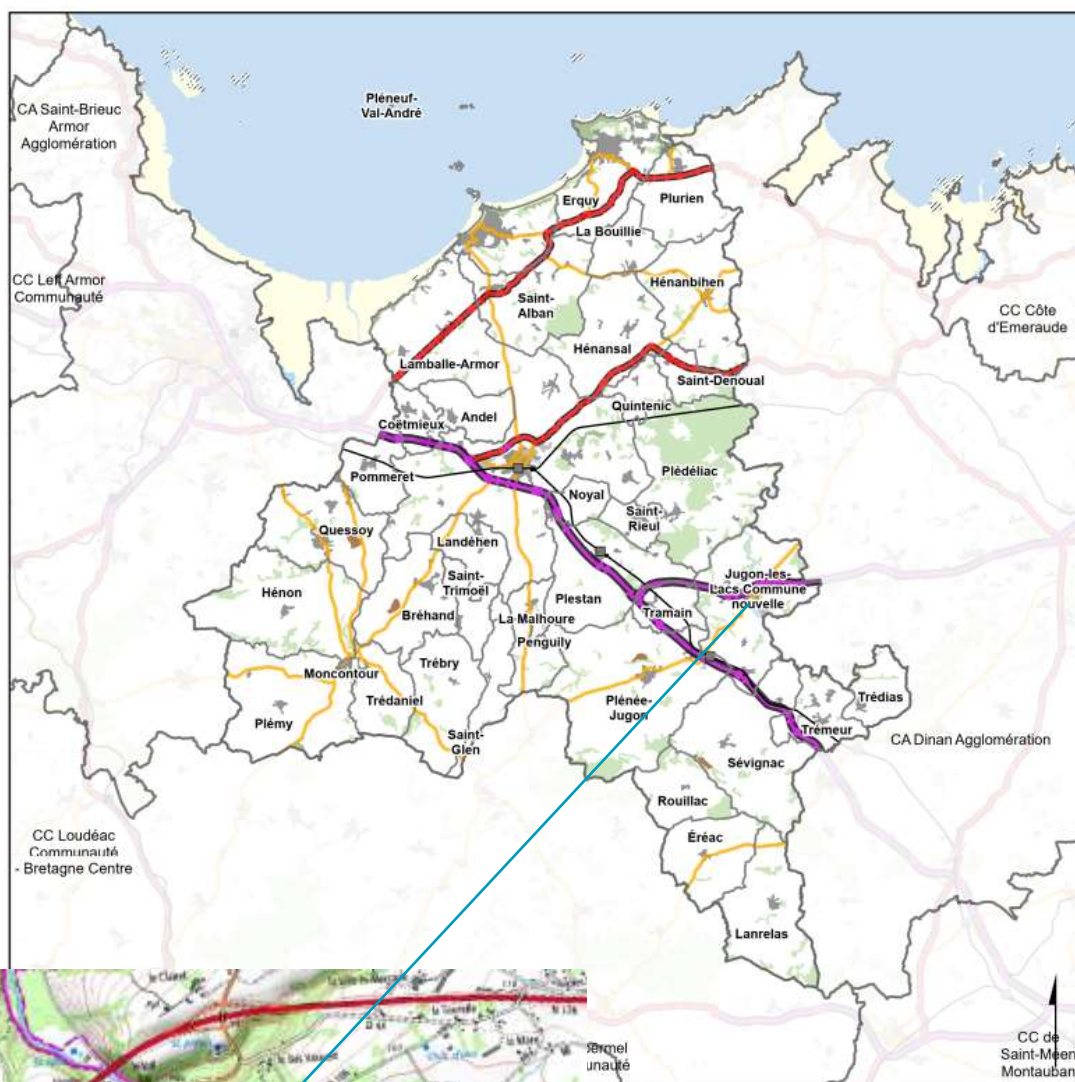 CA Saint-Brieuc
Armor
Agglomération
Pléneuf-
Val-André
Erquy
Plurien
La Bouillie
CC Leff Armor
Communauté
Saint-
Alban
Hénanbihen
CC Côte
d'Emeraude
Hénansal
Lamballe-Armor
Saint-Denoual
Quintenic
Andel
Coëtmieux
Plédéliac
Pommeret
Noyal
Saint-
Rieul
Quessoy
Landéhen
Saint-
Trimoël
Jugon-les-
Lacs Commune
nouvelle
Hénon
Bréhand
Plestan
Tramain
La Malhoure
Penguily
Trébry
Moncontour
Trédaniel
Plénée-
Jugon
Trédias
Plémy
Saint-
Glen
Trémeur
CA Dinan Agglomération
Sévignac
Rouillac
CC Loudéac
Communauté
- Bretagne Centre
Éréac
Lanrelas
CC de
Saint-Méen
Montauban
ermel
unauté